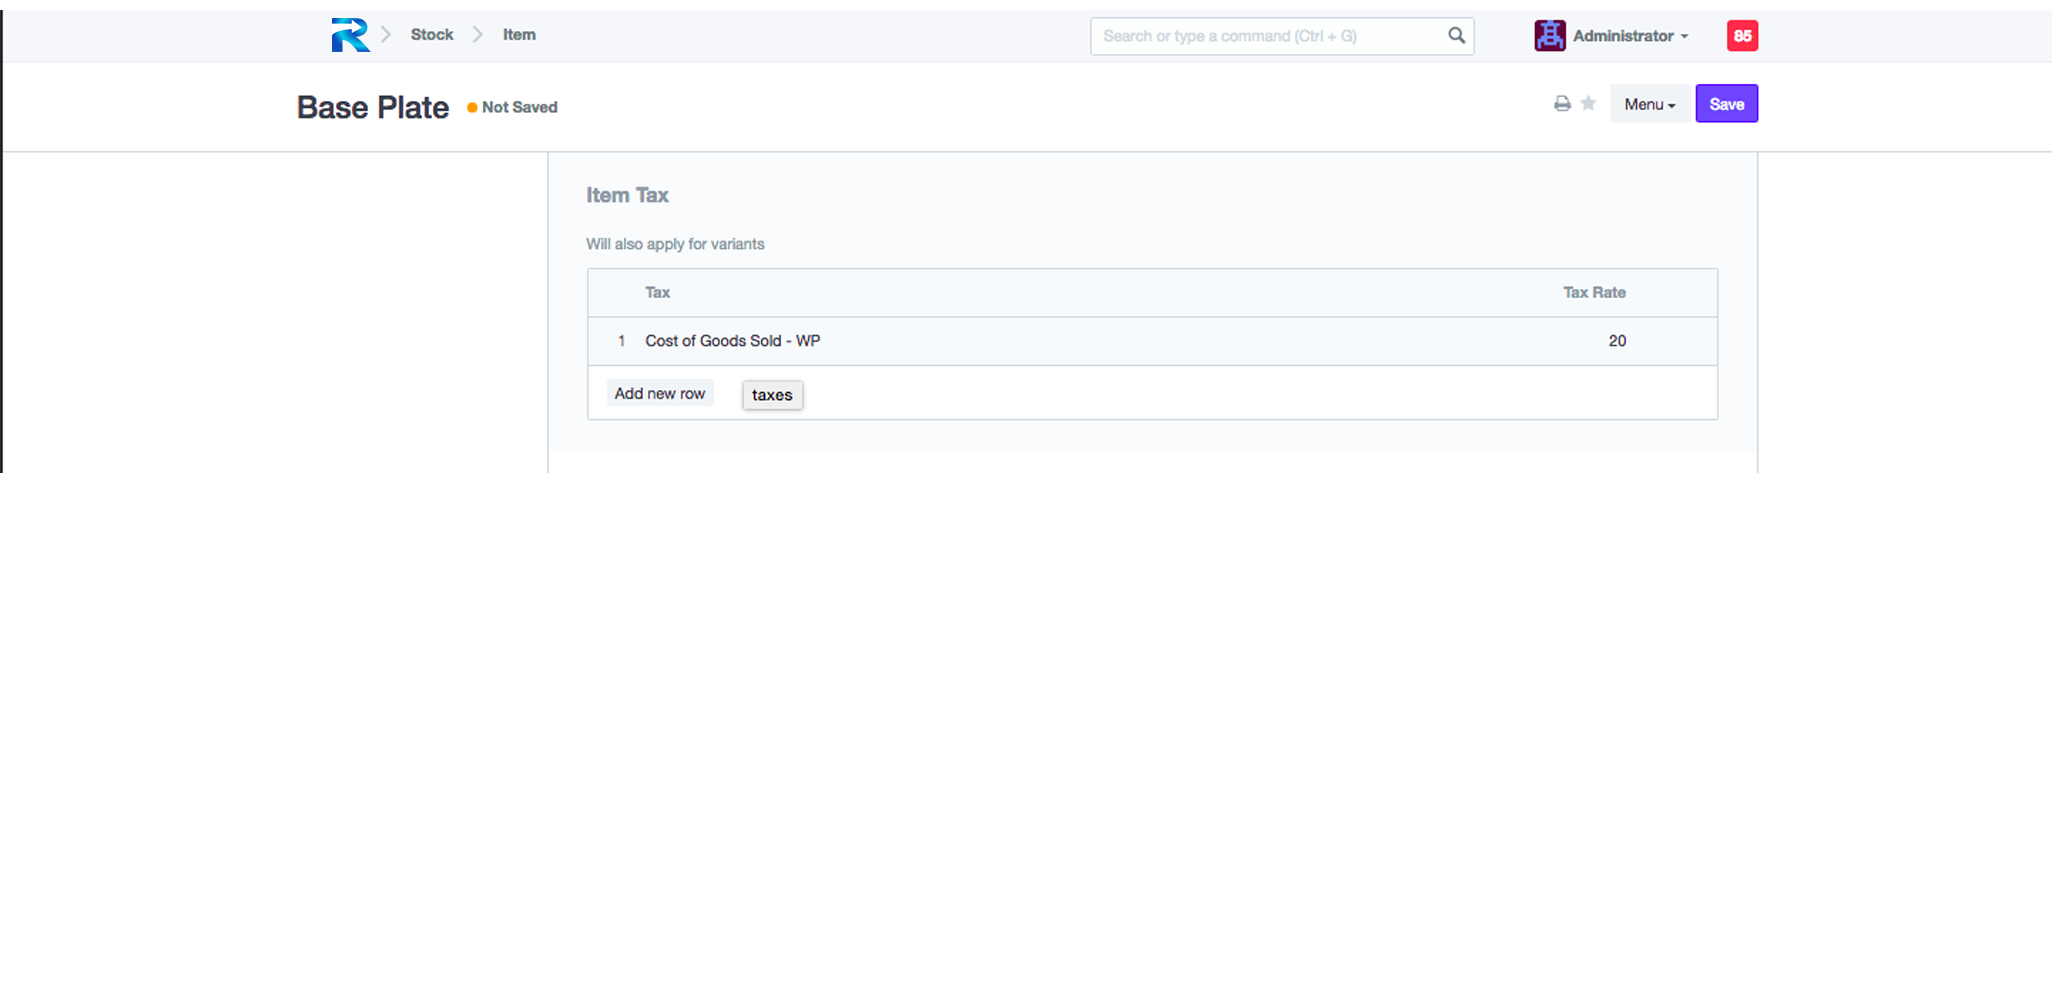 Stock Item Search or type a command (Ctrl + G) Administrator 85
Base Plate Not Saved Menu Save
Item Tax
Will also apply for variants
Tax Tax Rate
1 Cost of Goods Sold - WP 20
Add new row taxes